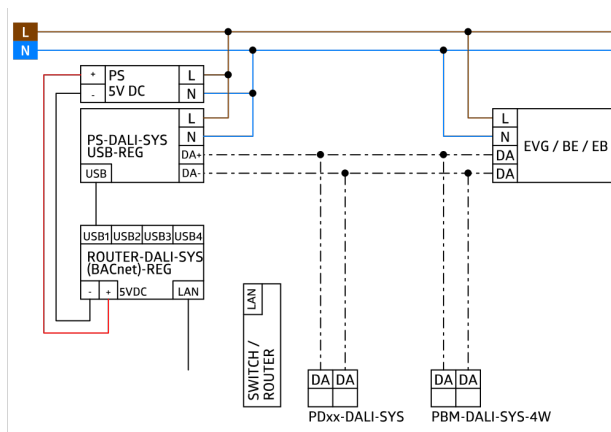 L
N
+ PS L
- 5V DC N
PS-DALI-SYS L
USB-REG N
DA+
USB DA-
L
N
DA EVG / BE / EB
DA
USB1 USB2 USB3 USB4
ROUTER-DALI-SYS
(BACnet)-REG
- + 5VDC LAN
LAN
SWITCH /
ROUTER
DA DA
PDxx-DALI-SYS
DA DA
PBM-DALI-SYS-4W